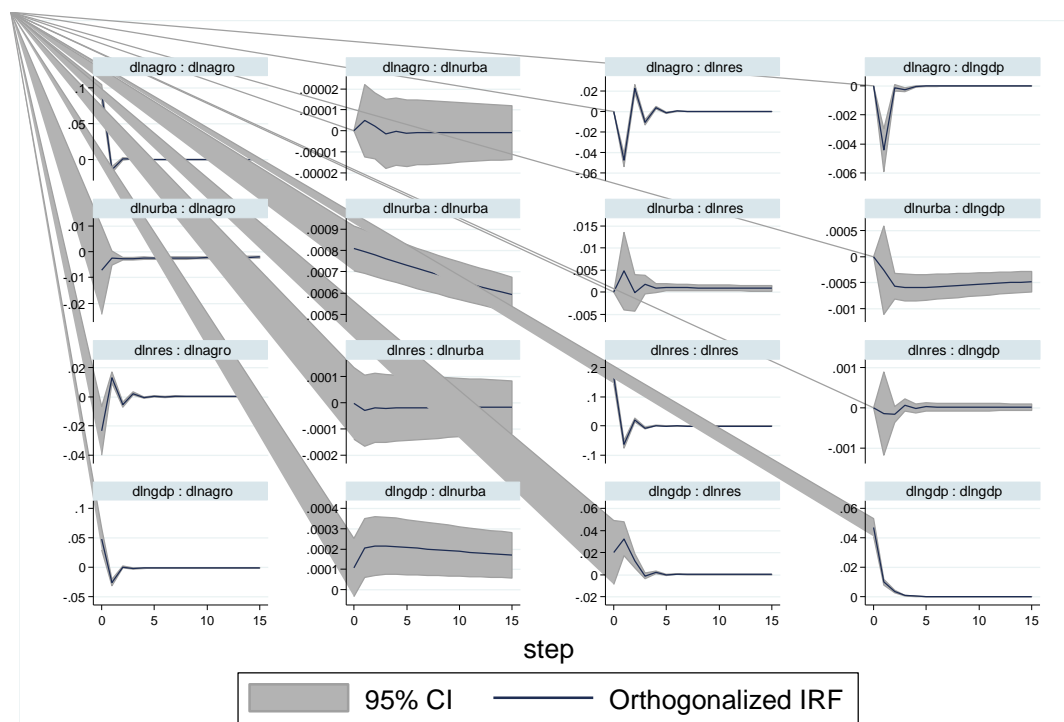 dlnagro : dlnagro
.1
.05
0
dlnagro : dlnurba
.00002
.00001
0
-.00001
-.00002
dlnagro : dlnres
.02
0
-.02
-.04
-.06
dlnagro : dlngdp
0
-.002
-.004
-.006
dlnurba : dlnagro
.01
0
-.01
-.02
dlnurba : dlnurba
.0009
.0008
.0007
.0006
.0005
dlnurba : dlnres
.015
.01
.005
0
-.005
dlnurba : dlngdp
.0005
0
-.0005
-.001
dlnres : dlnagro
.02
0
-.02
-.04
dlnres : dlnurba
.0001
0
-.0001
-.0002
dlnres : dlnres
.2
.1
0
-.1
dlnres : dlngdp
.001
0
-.001
dlngdp : dlnagro
.1
.05
0
-.05
dlngdp : dlnurba
.0004
.0003
.0002
.0001
0
dlngdp : dlnres
.06
.04
.02
0
-.02
dlngdp : dlngdp
.06
.04
.02
0
0 5 10 15
0 5 10 15
0 5 10 15
0 5 10 15
step
95% CI
Orthogonalized IRF